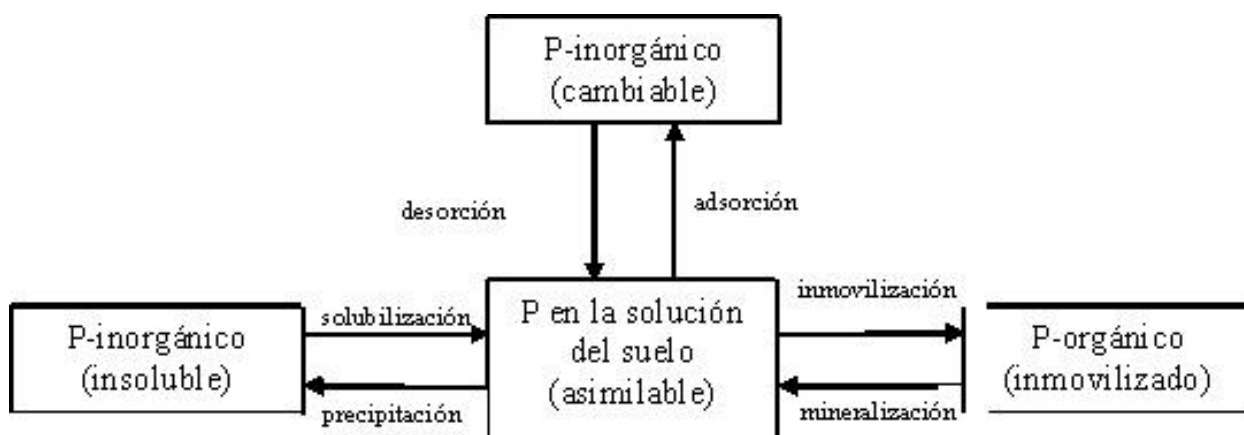 P-inorgánico
(cambiable)
desorción
adsorción
P-inorgánico
(insoluble)
solubilización
precipitación
P en la solución
del suelo
(asimilable)
inmovilización
mineralización
P-orgánico
(inmovilizado)